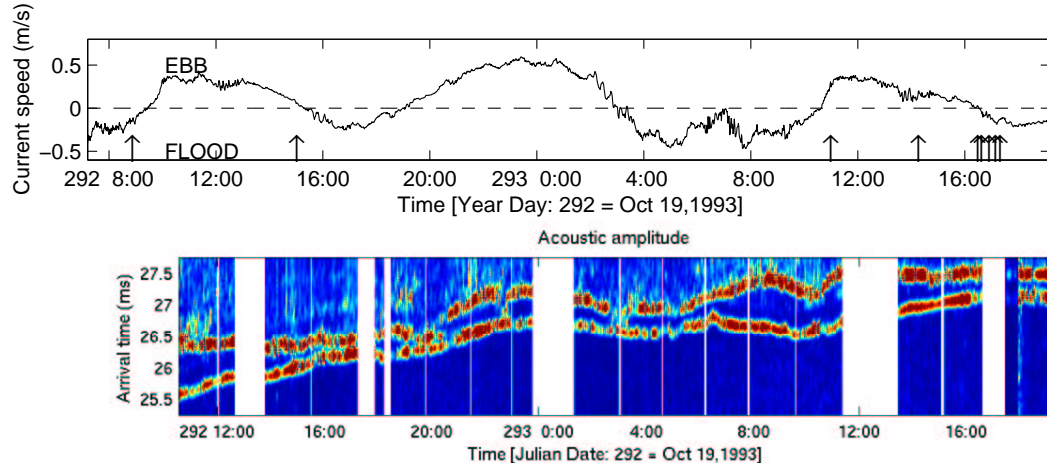 Current speed (m/s)
0.5
0
−0.5
EBB
FLOOD
292 8:00 12:00 16:00 20:00 293 0:00 4:00 8:00 12:00 16:00
Time [Year Day: 292 = Oct 19,1993]
Acoustic amplitude
Arrival time (ms)
27.5
27
26.5
26
25.5
292 12:00 16:00 20:00 293 0:00 4:00 8:00 12:00 16:00
Time [Julian Date: 292 = Oct 19,1993]